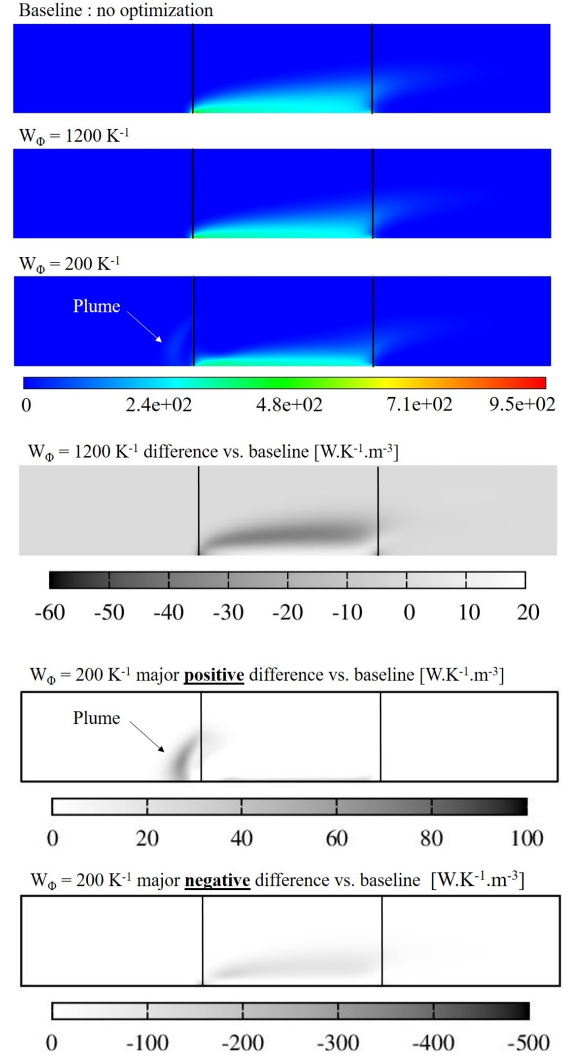 Baseline : no optimization
WΦ = 1200 K-1
WΦ = 200 K-1
Plume
0 2.4e+02 4.8e+02 7.1e+02 9.5e+02
WΦ = 1200 K-1 difference vs. baseline [W.K-1.m-3]
-60 -50 -40 -30 -20 -10 0 10 20
WΦ = 200 K-1 major positive difference vs. baseline [W.K-1.m-3]
Plume
0 20 40 60 80 100
WΦ = 200 K-1 major negative difference vs. baseline [W.K-1.m-3]
0 -100 -200 -300 -400 -500